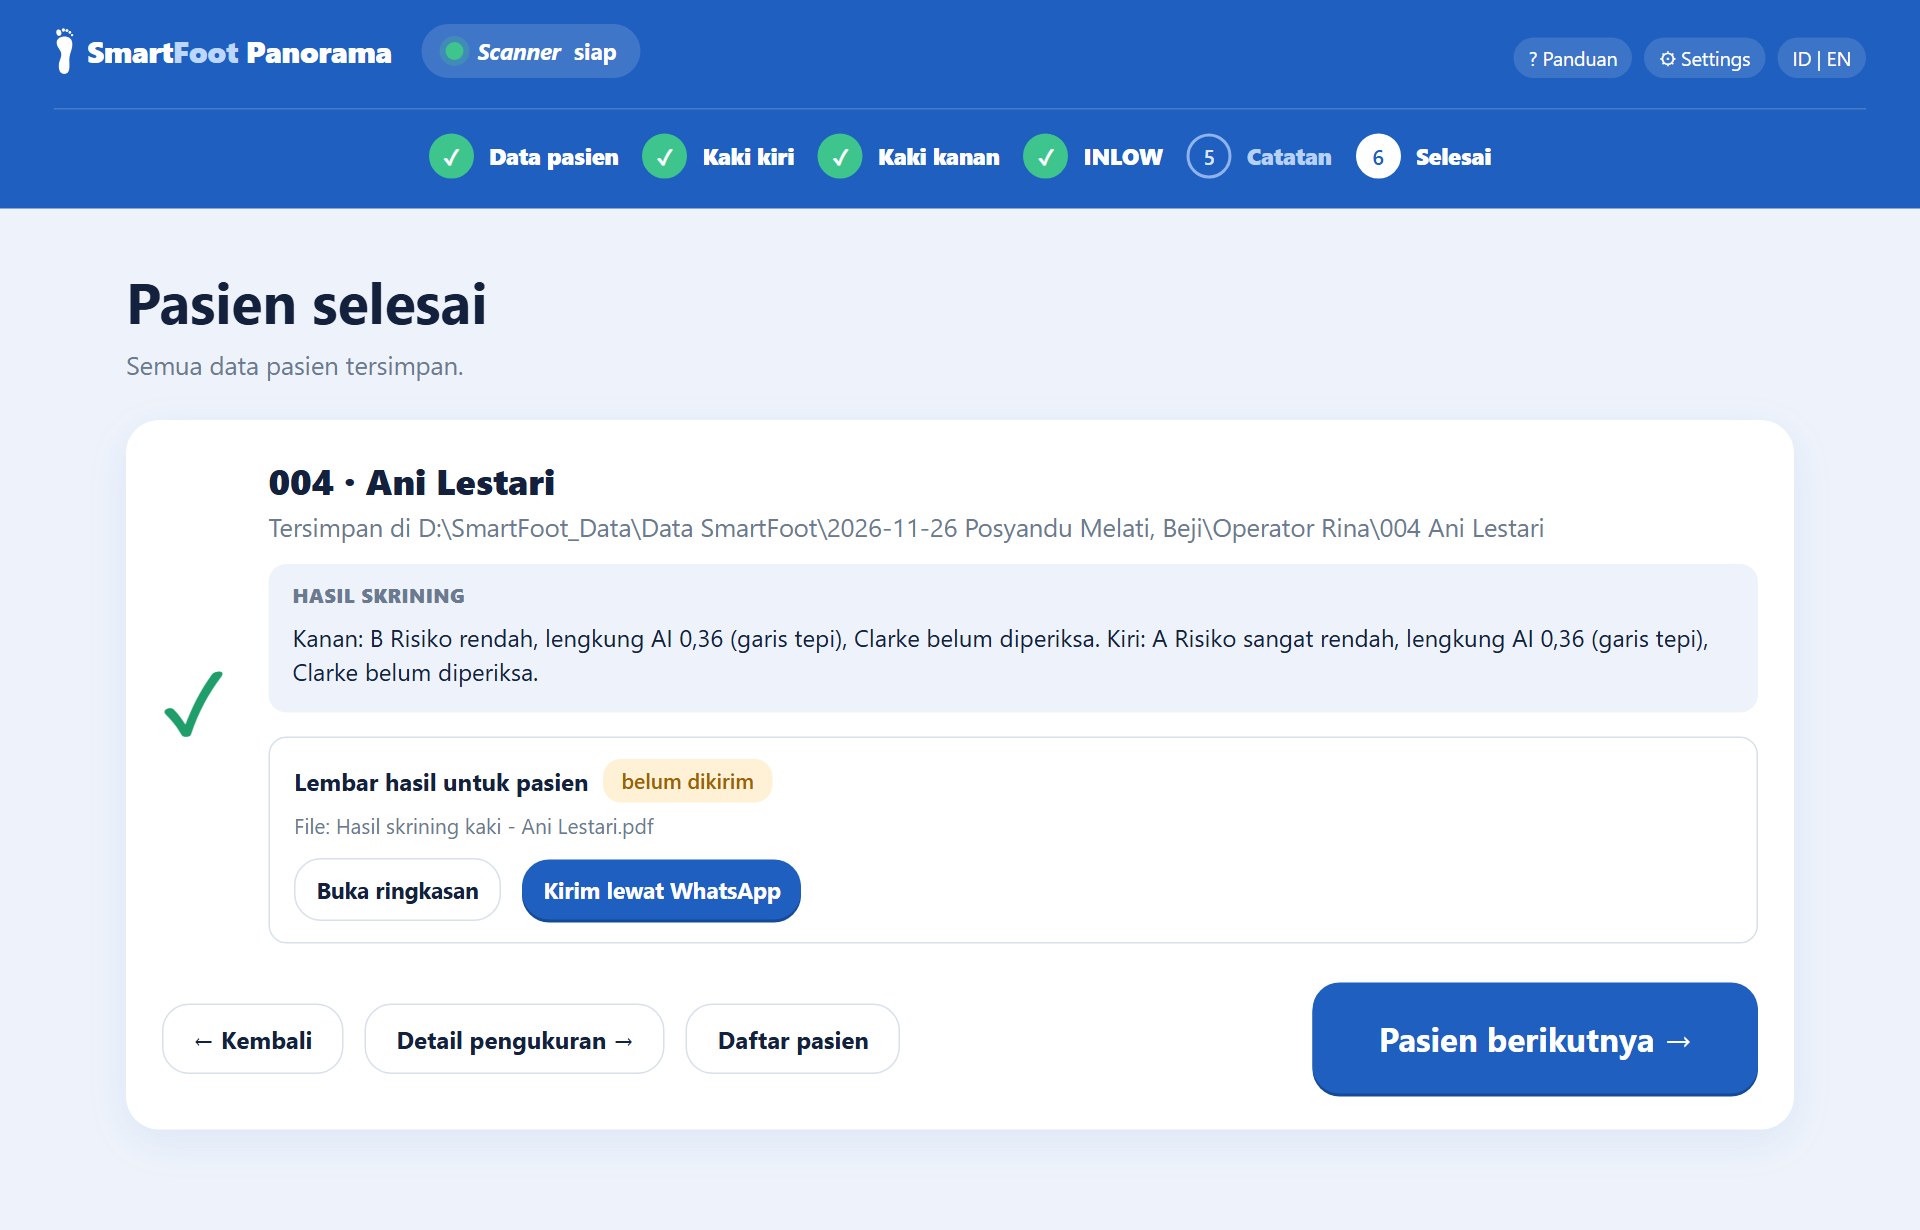 SmartFoot Panorama
Scanner siap
? Panduan
⚙ Settings
ID | EN
✓ Data pasien
✓ Kaki kiri
✓ Kaki kanan
✓ INLOW
5 Catatan
6 Selesai
Pasien selesai
Semua data pasien tersimpan.
004 · Ani Lestari
Tersimpan di D:\SmartFoot_Data\Data SmartFoot\2026-11-26 Posyandu Melati, Beji\Operator Rina\004 Ani Lestari
HASIL SKRINING
Kanan: B Risiko rendah, lengkung AI 0,36 (garis tepi), Clarke belum diperiksa. Kiri: A Risiko sangat rendah, lengkung AI 0,36 (garis tepi),
Clarke belum diperiksa.
Lembar hasil untuk pasien
belum dikirim
File: Hasil skrining kaki - Ani Lestari.pdf
Buka ringkasan
Kirim lewat WhatsApp
← Kembali
Detail pengukuran →
Daftar pasien
Pasien berikutnya →